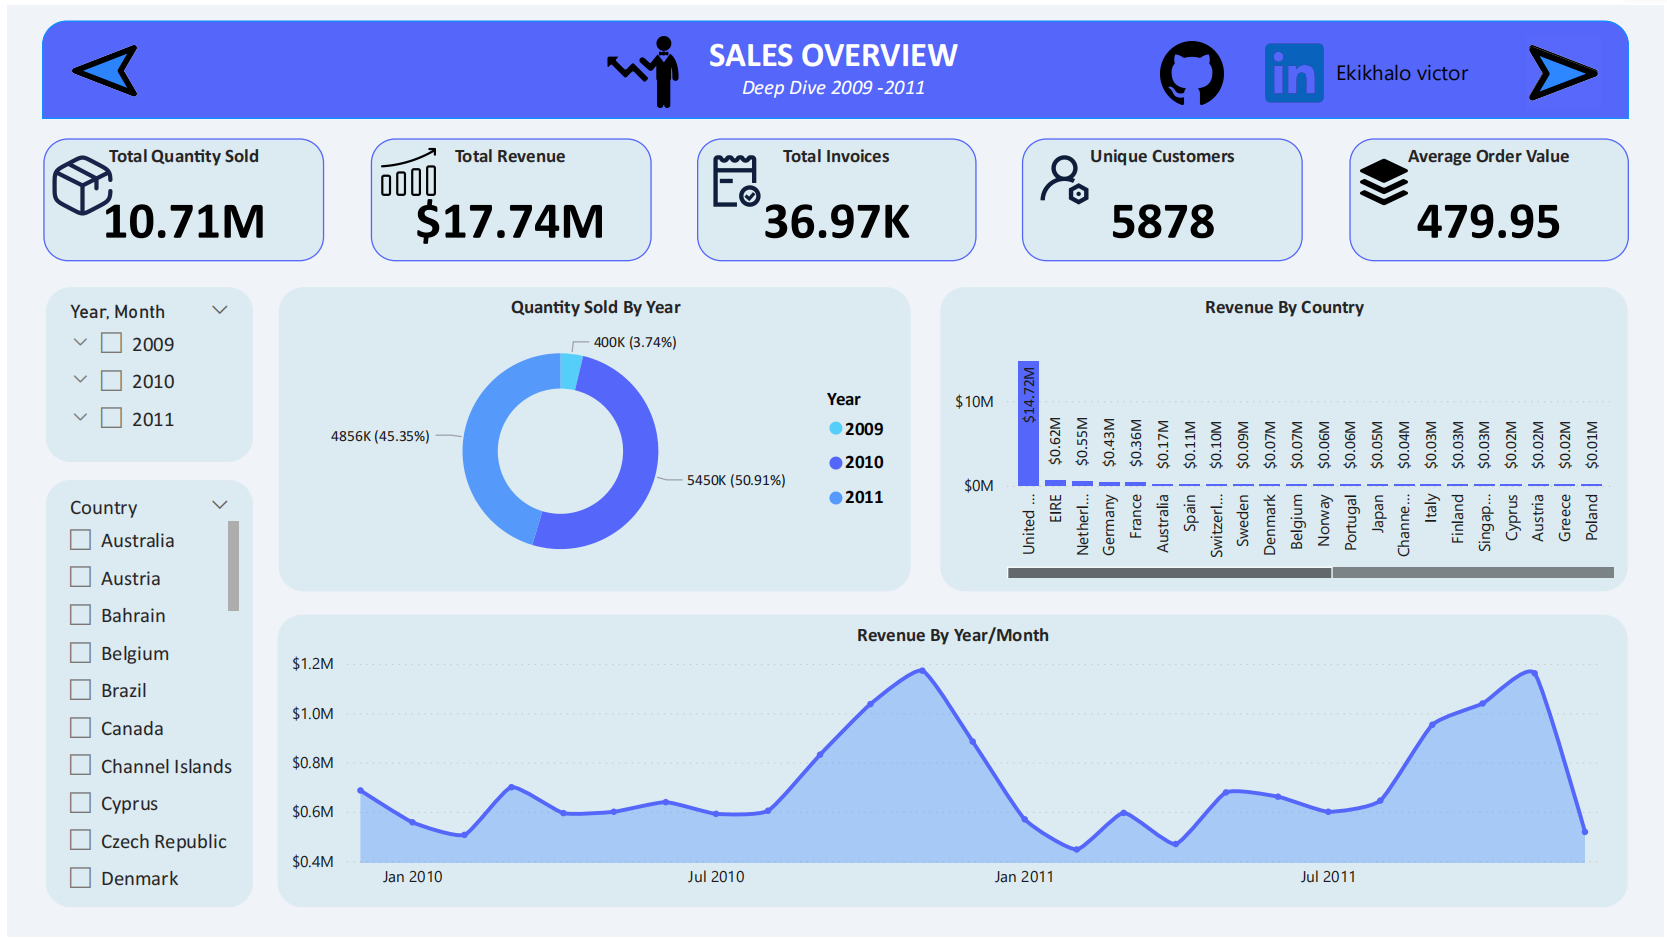 SALES OVERVIEW
Deep Dive 2009 -2011
in
Ekikhalo victor
Total Quantity Sold
10.71M
Total Revenue
$17.74M
Total Invoices
36.97K
Unique Customers
5878
Average Order Value
479.95
Year, Month
2009
2010
2011
Country
Australia
Austria
Bahrain
Belgium
Brazil
Canada
Channel Islands
Cyprus
Czech Republic
Denmark
Quantity Sold By Year
400K (3.74%)
4856K (45.35%)
5450K (50.91%)
Year
2009
2010
2011
Revenue By Country
$10M
$0M
$14.72M
$0.62M
$0.55M
$0.43M
$0.36M
$0.17M
$0.11M
$0.10M
$0.09M
$0.07M
$0.07M
$0.06M
$0.06M
$0.05M
$0.04M
$0.03M
$0.03M
$0.03M
$0.02M
$0.02M
$0.02M
$0.01M
United ...
EIRE
Netherl...
Germany
France
Australia
Spain
Switzerl...
Sweden
Denmark
Belgium
Norway
Portugal
Japan
Channe...
Italy
Finland
Singap...
Cyprus
Austria
Greece
Poland
Revenue By Year/Month
$1.2M
$1.0M
$0.8M
$0.6M
$0.4M
Jan 2010
Jul 2010
Jan 2011
Jul 2011